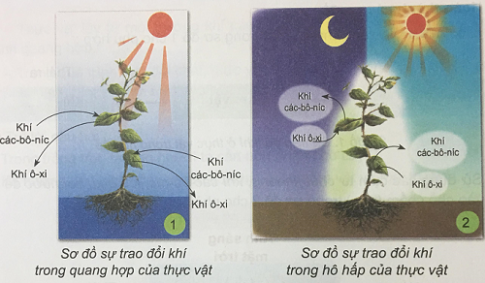 Khí
các-bô-níc
Khí ô-xi
Khí
các-bô-níc
Khí ô-xi
1
Sơ đồ sự trao đổi khí
trong quang hợp của thực vật
Khí
các-bô-níc
Khí ô-xi
Khí
các-bô-níc
Khí ô-xi
2
Sơ đồ sự trao đổi khí
trong hô hấp của thực vật